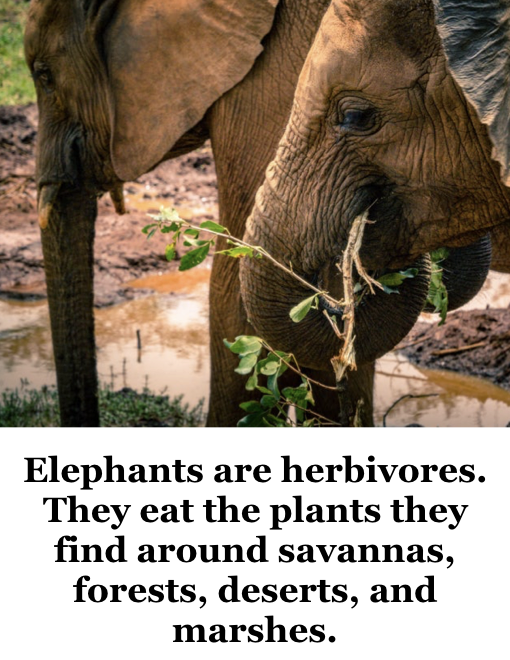 Elephants are herbivores.
They eat the plants they
find around savannas,
forests, deserts, and
marshes.